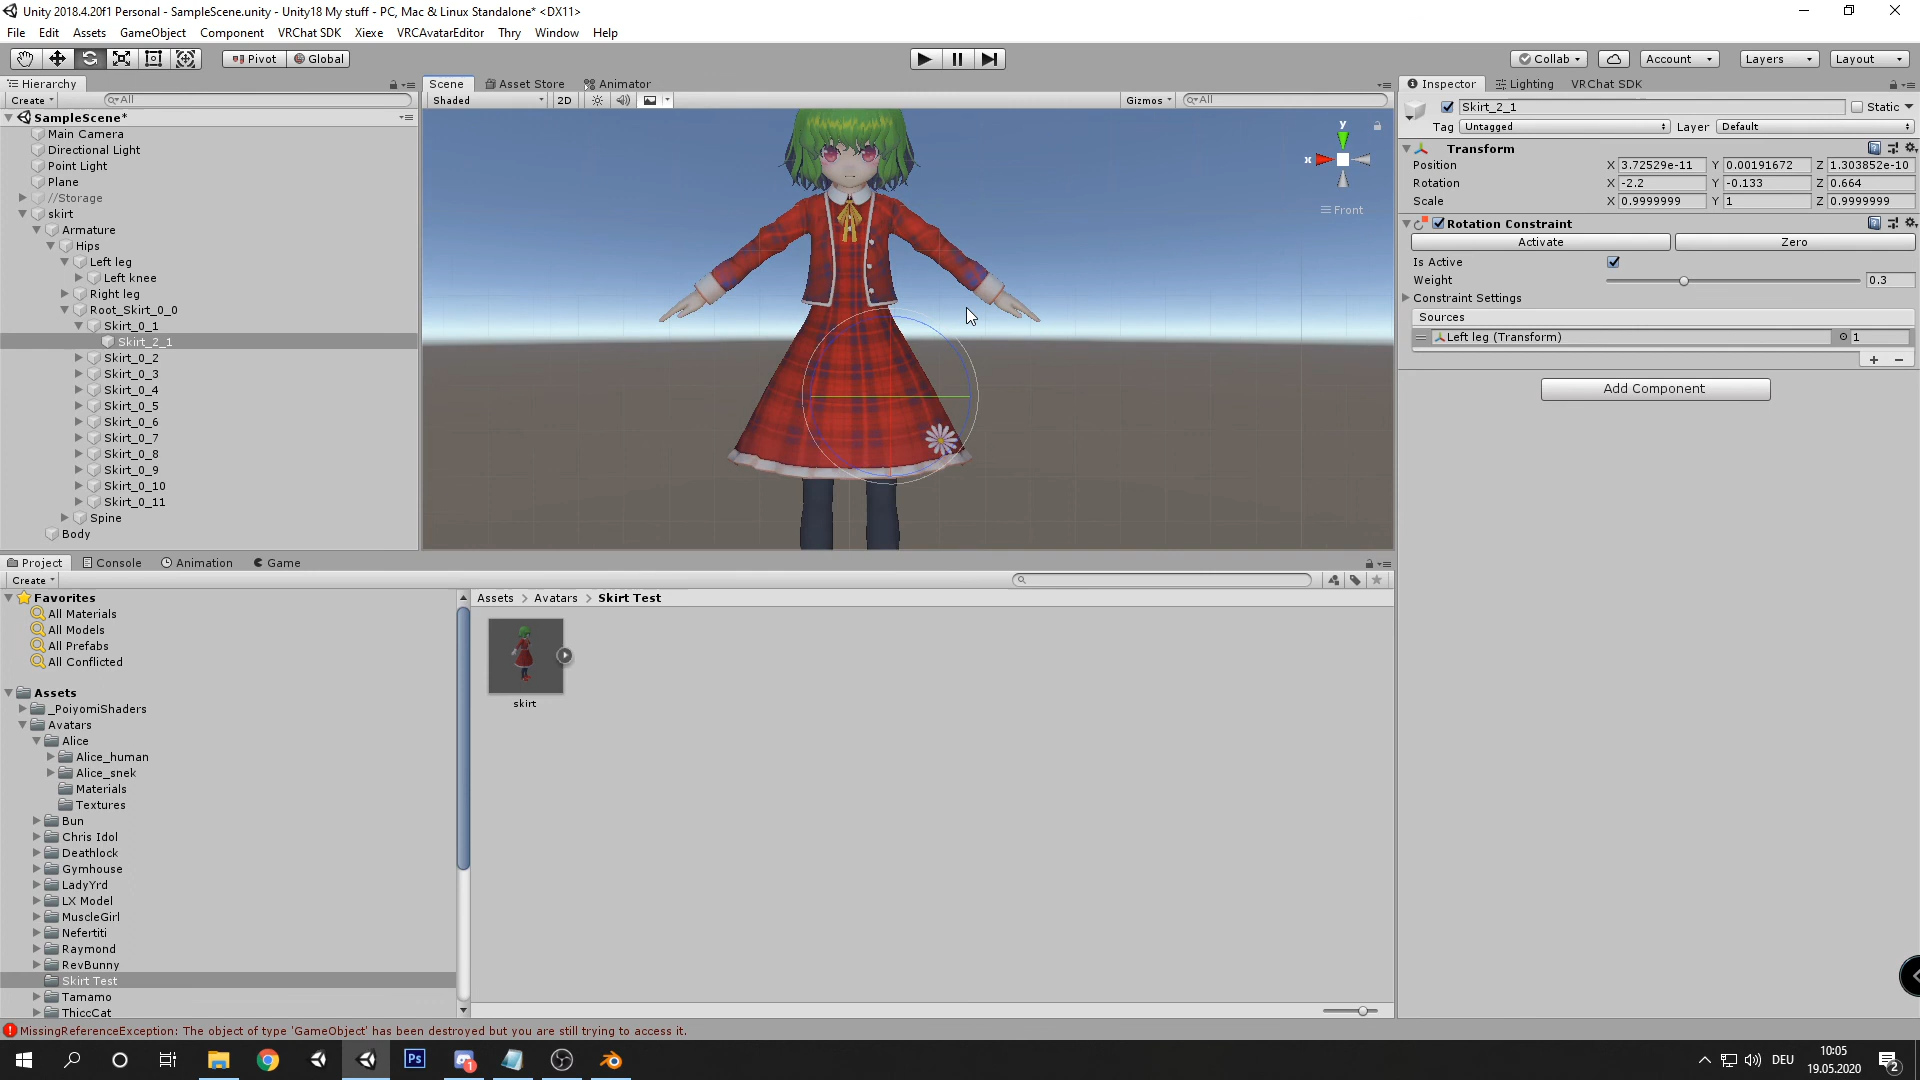 Unity 2018.4.20f1 Personal - SampleScene.unity - Unity18 My stuff - PC, Mac & Linux Standalone* <DX11>
File Edit Assets GameObject Component VRChat SDK Xiexe VRCAvatarEditor Thry Window Help
Pivot Global Collab Account Layers Layout
Hierarchy Scene Asset Store Animator Inspector Lighting VRChat SDK
Create All Shaded 2D Gizmos All
Skirt_2_1 Static
Tag Untagged Layer Default
SampleScene*
Main Camera
Directional Light
Point Light
Plane
//Storage
skirt
Armature
Hips
Left leg
Left knee
Right leg
Root_Skirt_0_0
Skirt_0_1
Skirt_2_1
Skirt_0_2
Skirt_0_3
Skirt_0_4
Skirt_0_5
Skirt_0_6
Skirt_0_7
Skirt_0_8
Skirt_0_9
Skirt_0_10
Skirt_0_11
Spine
Body
y
x
Front
Transform
Position X 3.72529e-11 Y 0.00191672 Z 1.303852e-10
Rotation X -2.2 Y -0.133 Z 0.664
Scale X 0.9999999 Y 1 Z 0.9999999
Rotation Constraint
Activate Zero
Is Active
Weight 0.3
Constraint Settings
Sources
Left leg (Transform) 1
Add Component
Project Console Animation Game
Create
Favorites
All Materials
All Models
All Prefabs
All Conflicted
Assets
_PoiyomiShaders
Avatars
Alice
Alice_human
Alice_snek
Materials
Textures
Bun
Chris Idol
Deathlock
Gymhouse
LadyYrd
LX Model
MuscleGirl
Nefertiti
Raymond
RevBunny
Skirt Test
Tamamo
ThiccCat
Assets > Avatars > Skirt Test
skirt
MissingReferenceException: The object of type 'GameObject' has been destroyed but you are still trying to access it.
Ps 1 DEU 10:05
19.05.2020 2